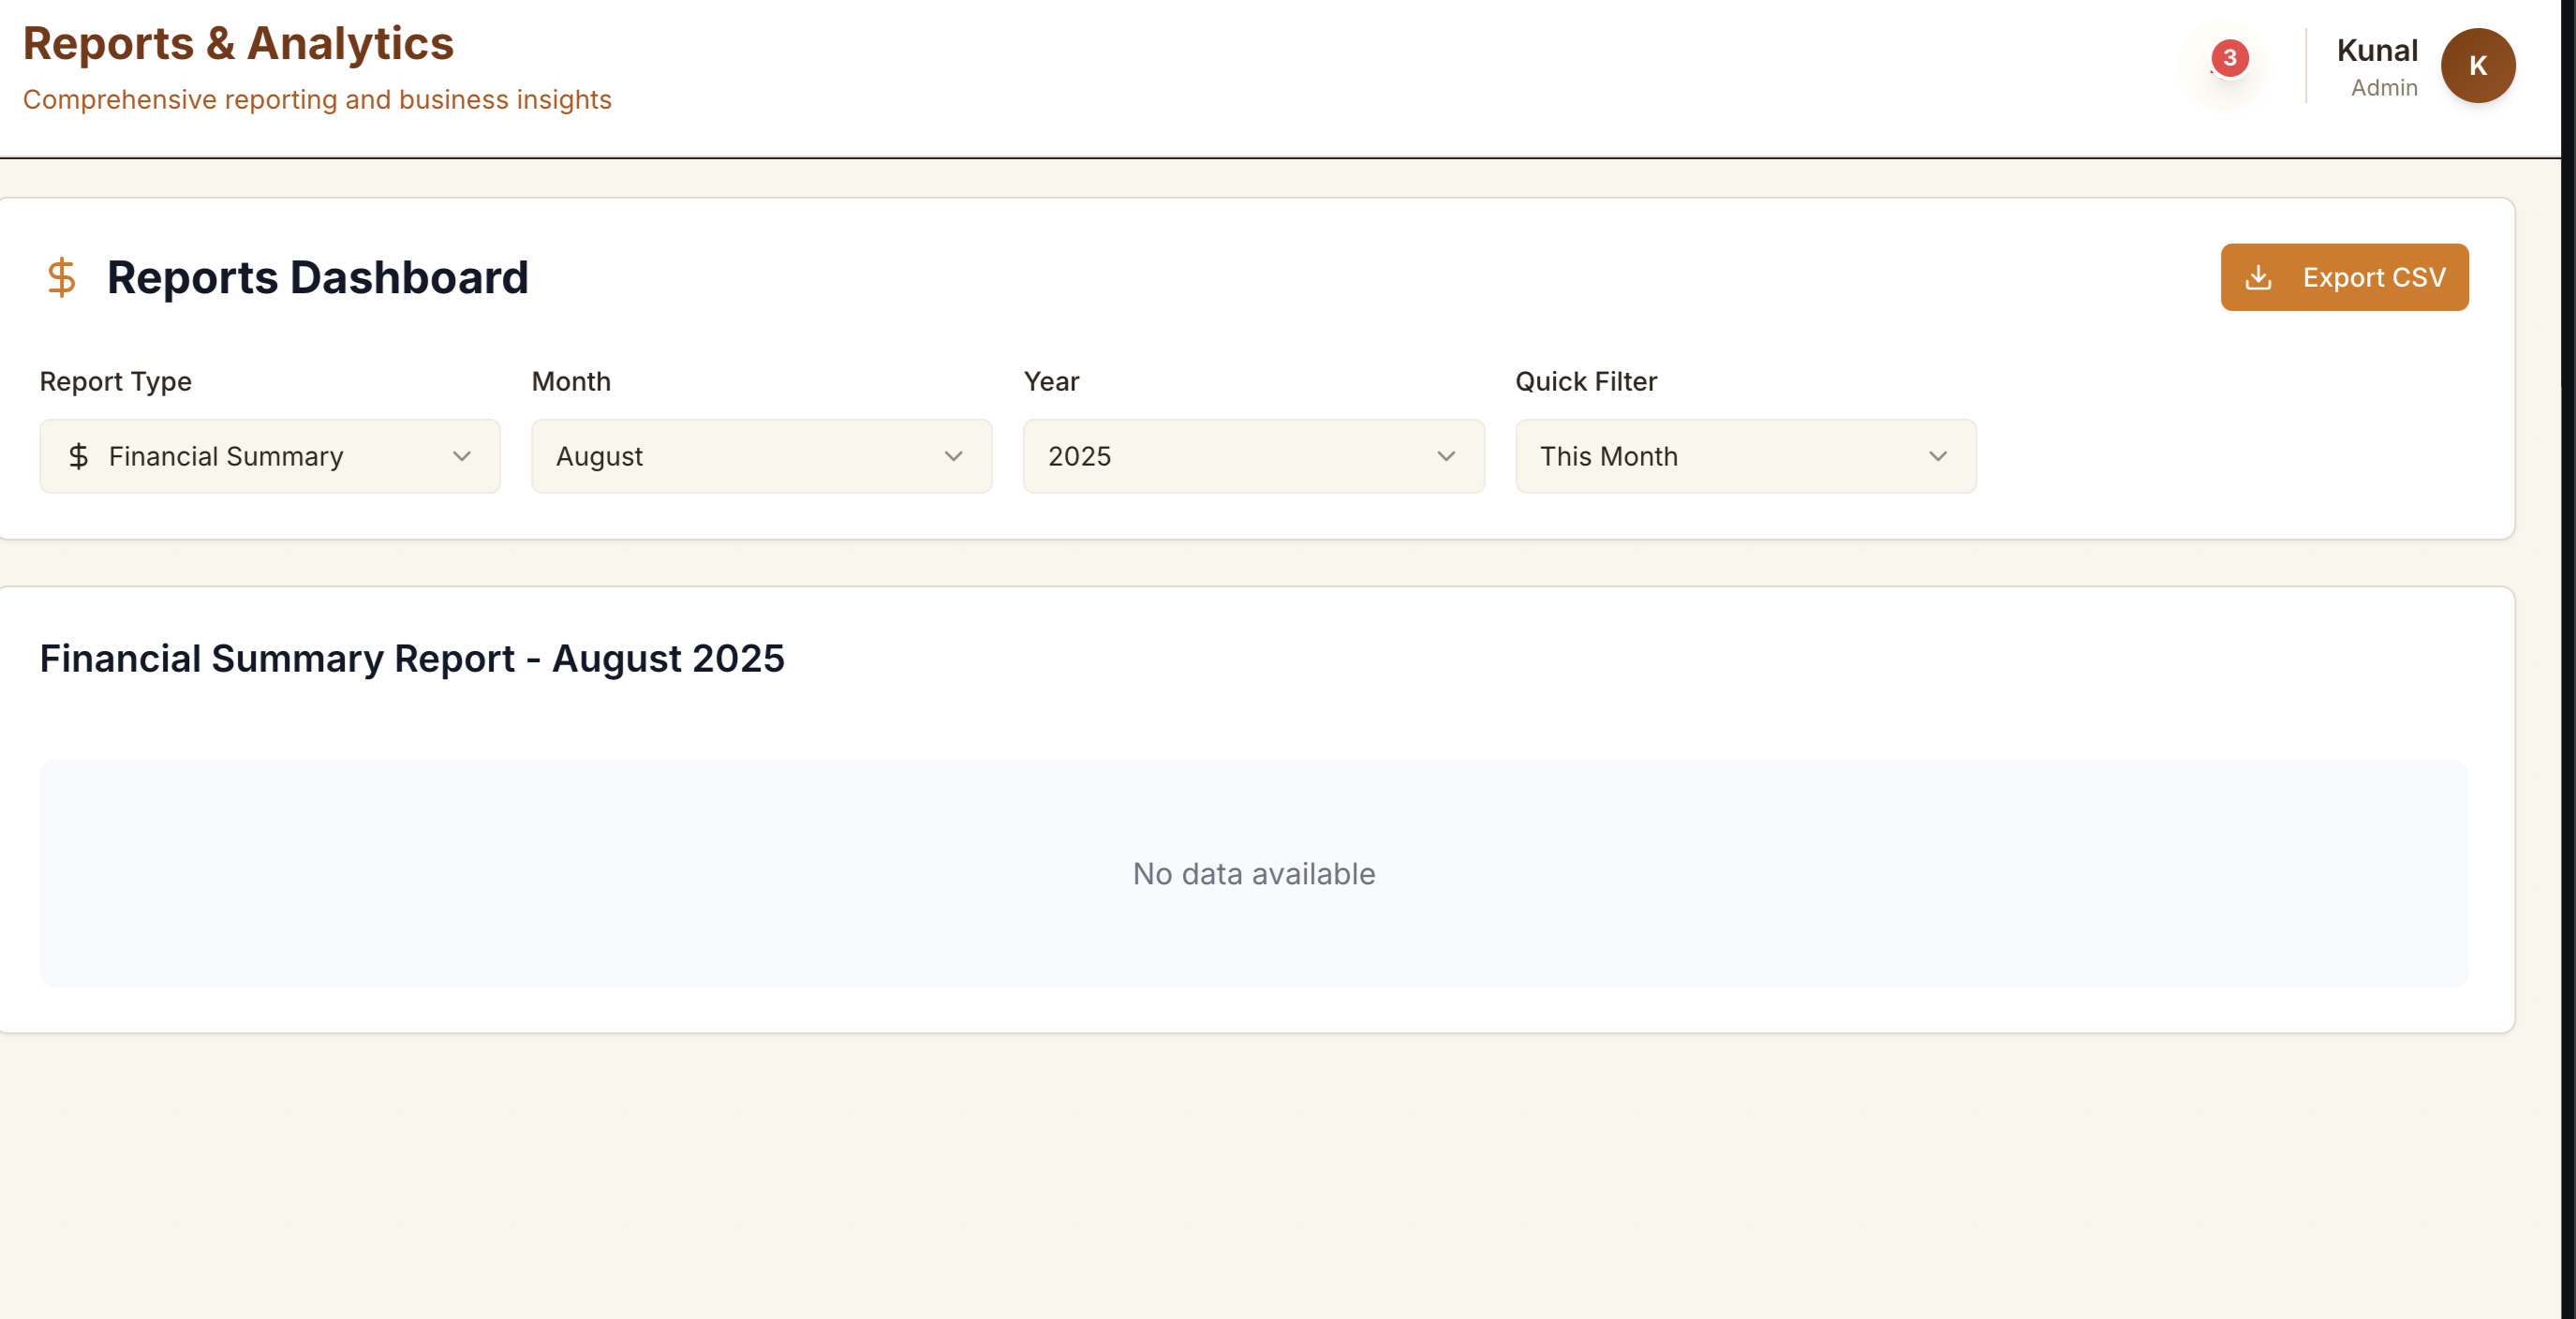 Reports & Analytics
Comprehensive reporting and business insights
3
Kunal
Admin
K
$ Reports Dashboard
Export CSV
Report Type
Month
Year
Quick Filter
$ Financial Summary
August
2025
This Month
Financial Summary Report - August 2025
No data available